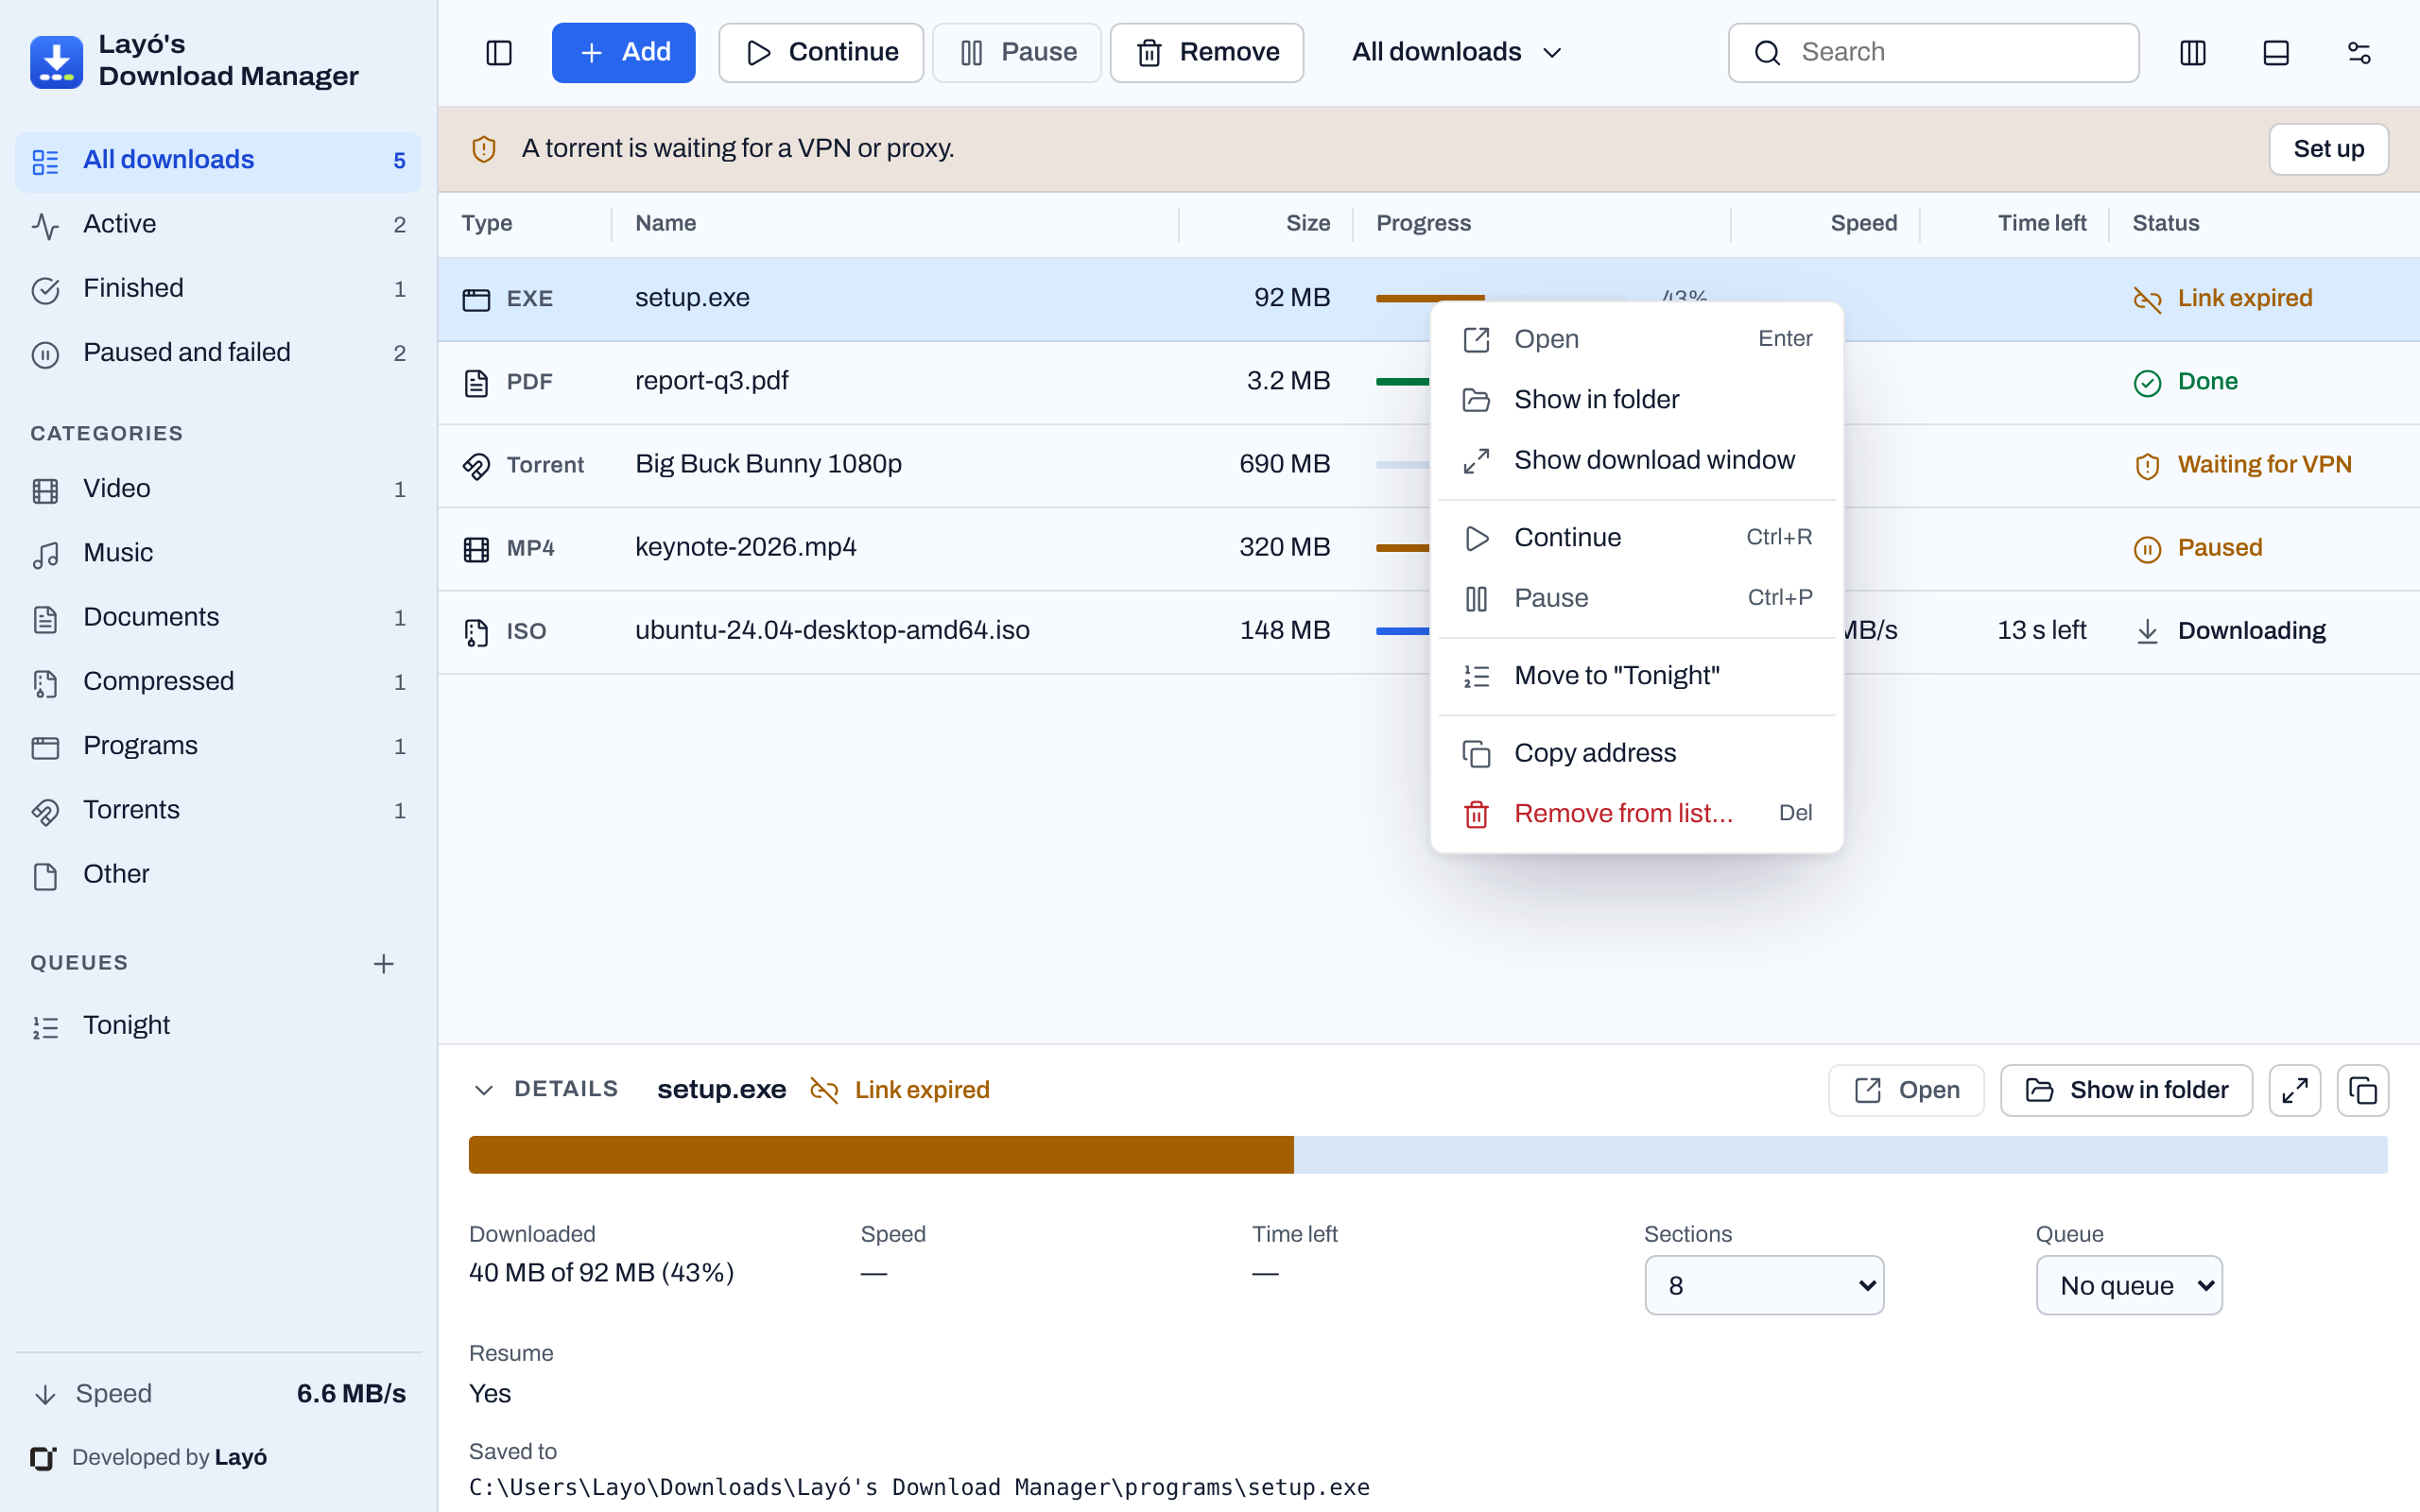 Layó's
Download Manager
All downloads 5
Active 2
Finished 1
Paused and failed 2
CATEGORIES
Video 1
Music
Documents 1
Compressed 1
Programs 1
Torrents 1
Other
QUEUES
Tonight
Speed 6.6 MB/s
Developed by Layó
Add Continue Pause Remove All downloads Search
A torrent is waiting for a VPN or proxy. Set up
Type Name Size Progress Speed Time left Status
EXE setup.exe 92 MB 43% Link expired
PDF report-q3.pdf 3.2 MB Done
Torrent Big Buck Bunny 1080p 690 MB Waiting for VPN
MP4 keynote-2026.mp4 320 MB Paused
ISO ubuntu-24.04-desktop-amd64.iso 148 MB MB/s 13 s left Downloading
Open Enter
Show in folder
Show download window
Continue Ctrl+R
Pause Ctrl+P
Move to "Tonight"
Copy address
Remove from list... Del
DETAILS setup.exe Link expired Open Show in folder
Downloaded Speed Time left Sections Queue
40 MB of 92 MB (43%) — — 8 No queue
Resume
Yes
Saved to
C:\Users\Layo\Downloads\Layó's Download Manager\programs\setup.exe